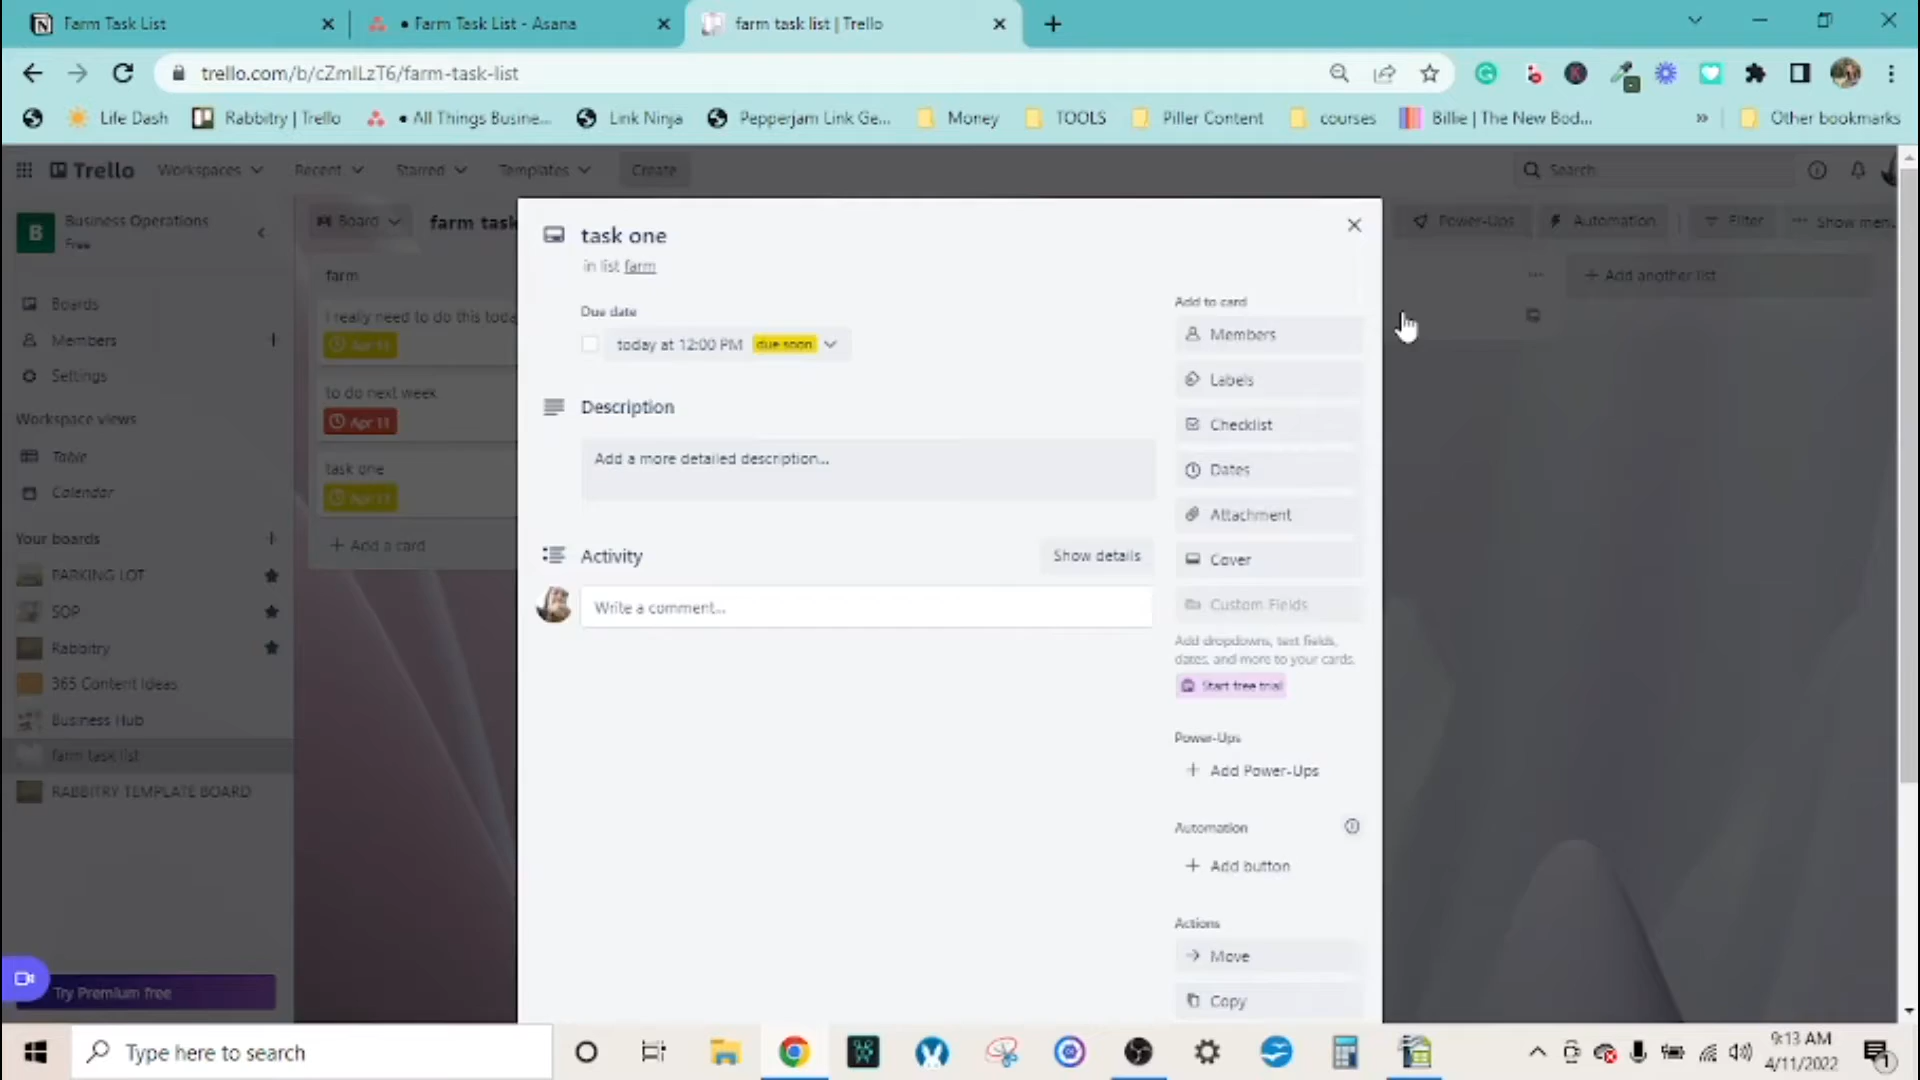 Farm Task List
• Farm Task List - Asana
farm task list | Trello
trello.com/b/cZmILzT6/farm-task-list
Life Dash
Rabbitry | Trello
• All Things Busine...
Link Ninja
Pepperjam Link Ge...
Money
TOOLS
Piller Content
courses
Billie | The New Bod...
»
Other bookmarks
Trello
Workspaces
Recent
Starred
Templates
Create
Search
B
Business Operations
Free
Board
farm task
Power-Ups
Automation
Filter
Show menu
Boards
Members
Settings
Workspace views
Table
Calendar
Your boards
PARKING LOT
SOP
Rabbitry
365 Content Ideas
Business Hub
farm task list
RABBITRY TEMPLATE BOARD
Try Premium free
farm
I really need to do this toda
Apr 11
to do next week
Apr 11
task one
Apr 11
+ Add a card
+ Add another list
task one
in list farm
Due date
today at 12:00 PM due soon
Description
Add a more detailed description...
Activity
Show details
Write a comment...
Add to card
Members
Labels
Checklist
Dates
Attachment
Cover
Custom Fields
Add dropdowns, text fields,
dates, and more to your cards.
Start free trial
Power-Ups
+ Add Power-Ups
Automation
+ Add button
Actions
Move
Copy
Type here to search
9:13 AM
4/11/2022
1